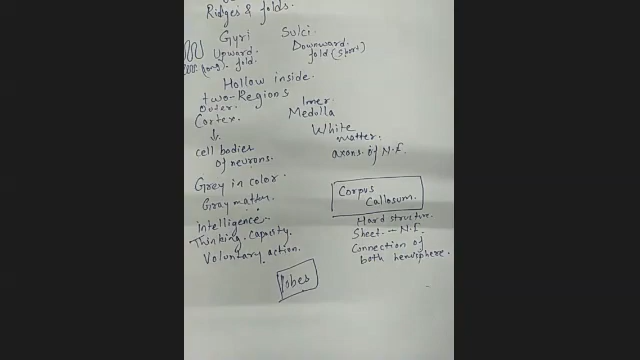 Ridges & folds.
Gyri Sulci
Upward Downward.
(long) fold. fold (short)
Hollow inside.
two-Regions
Outer Inner
Cortex. Medolla
White
matter.
cell bodies axons of N.F.
of neurons.
Grey in color
Gray matter
Corpus
Callosum.
Intelligence Hard structure.
Thinking capacity Sheet - N.F.
Voluntary action. Connection of
both hemisphere.
lobes